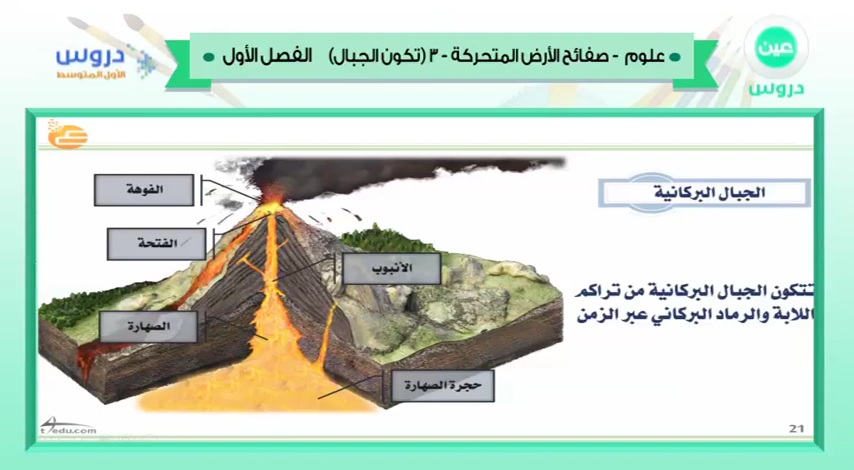 عين
دروس
علوم - صفائح الأرض المتحركة - ٣ (تكون الجبال) الفصل الأول
دروس
الأول المتوسط
الجبال البركانية
تتكون الجبال البركانية من تراكم
اللابة والرماد البركاني عبر الزمن
الفوهة
الفتحة
الأنبوب
الصهارة
حجرة الصهارة
t4edu.com
21